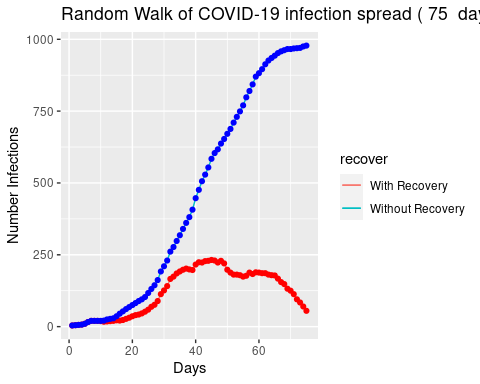 Random Walk of COVID-19 infection spread ( 75 day
1000
750
500
250
0
0 20 40 60
Number Infections
Days
recover
With Recovery
Without Recovery